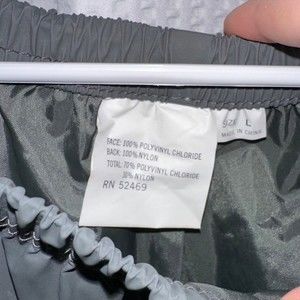 FACE: 100% POLYVINYL CHLORIDE
BACK: 100% NYLON
TOTAL: 70% POLYVINYL CHLORIDE
30% NYLON
RN 52469
SIZE L
MADE IN CHINA